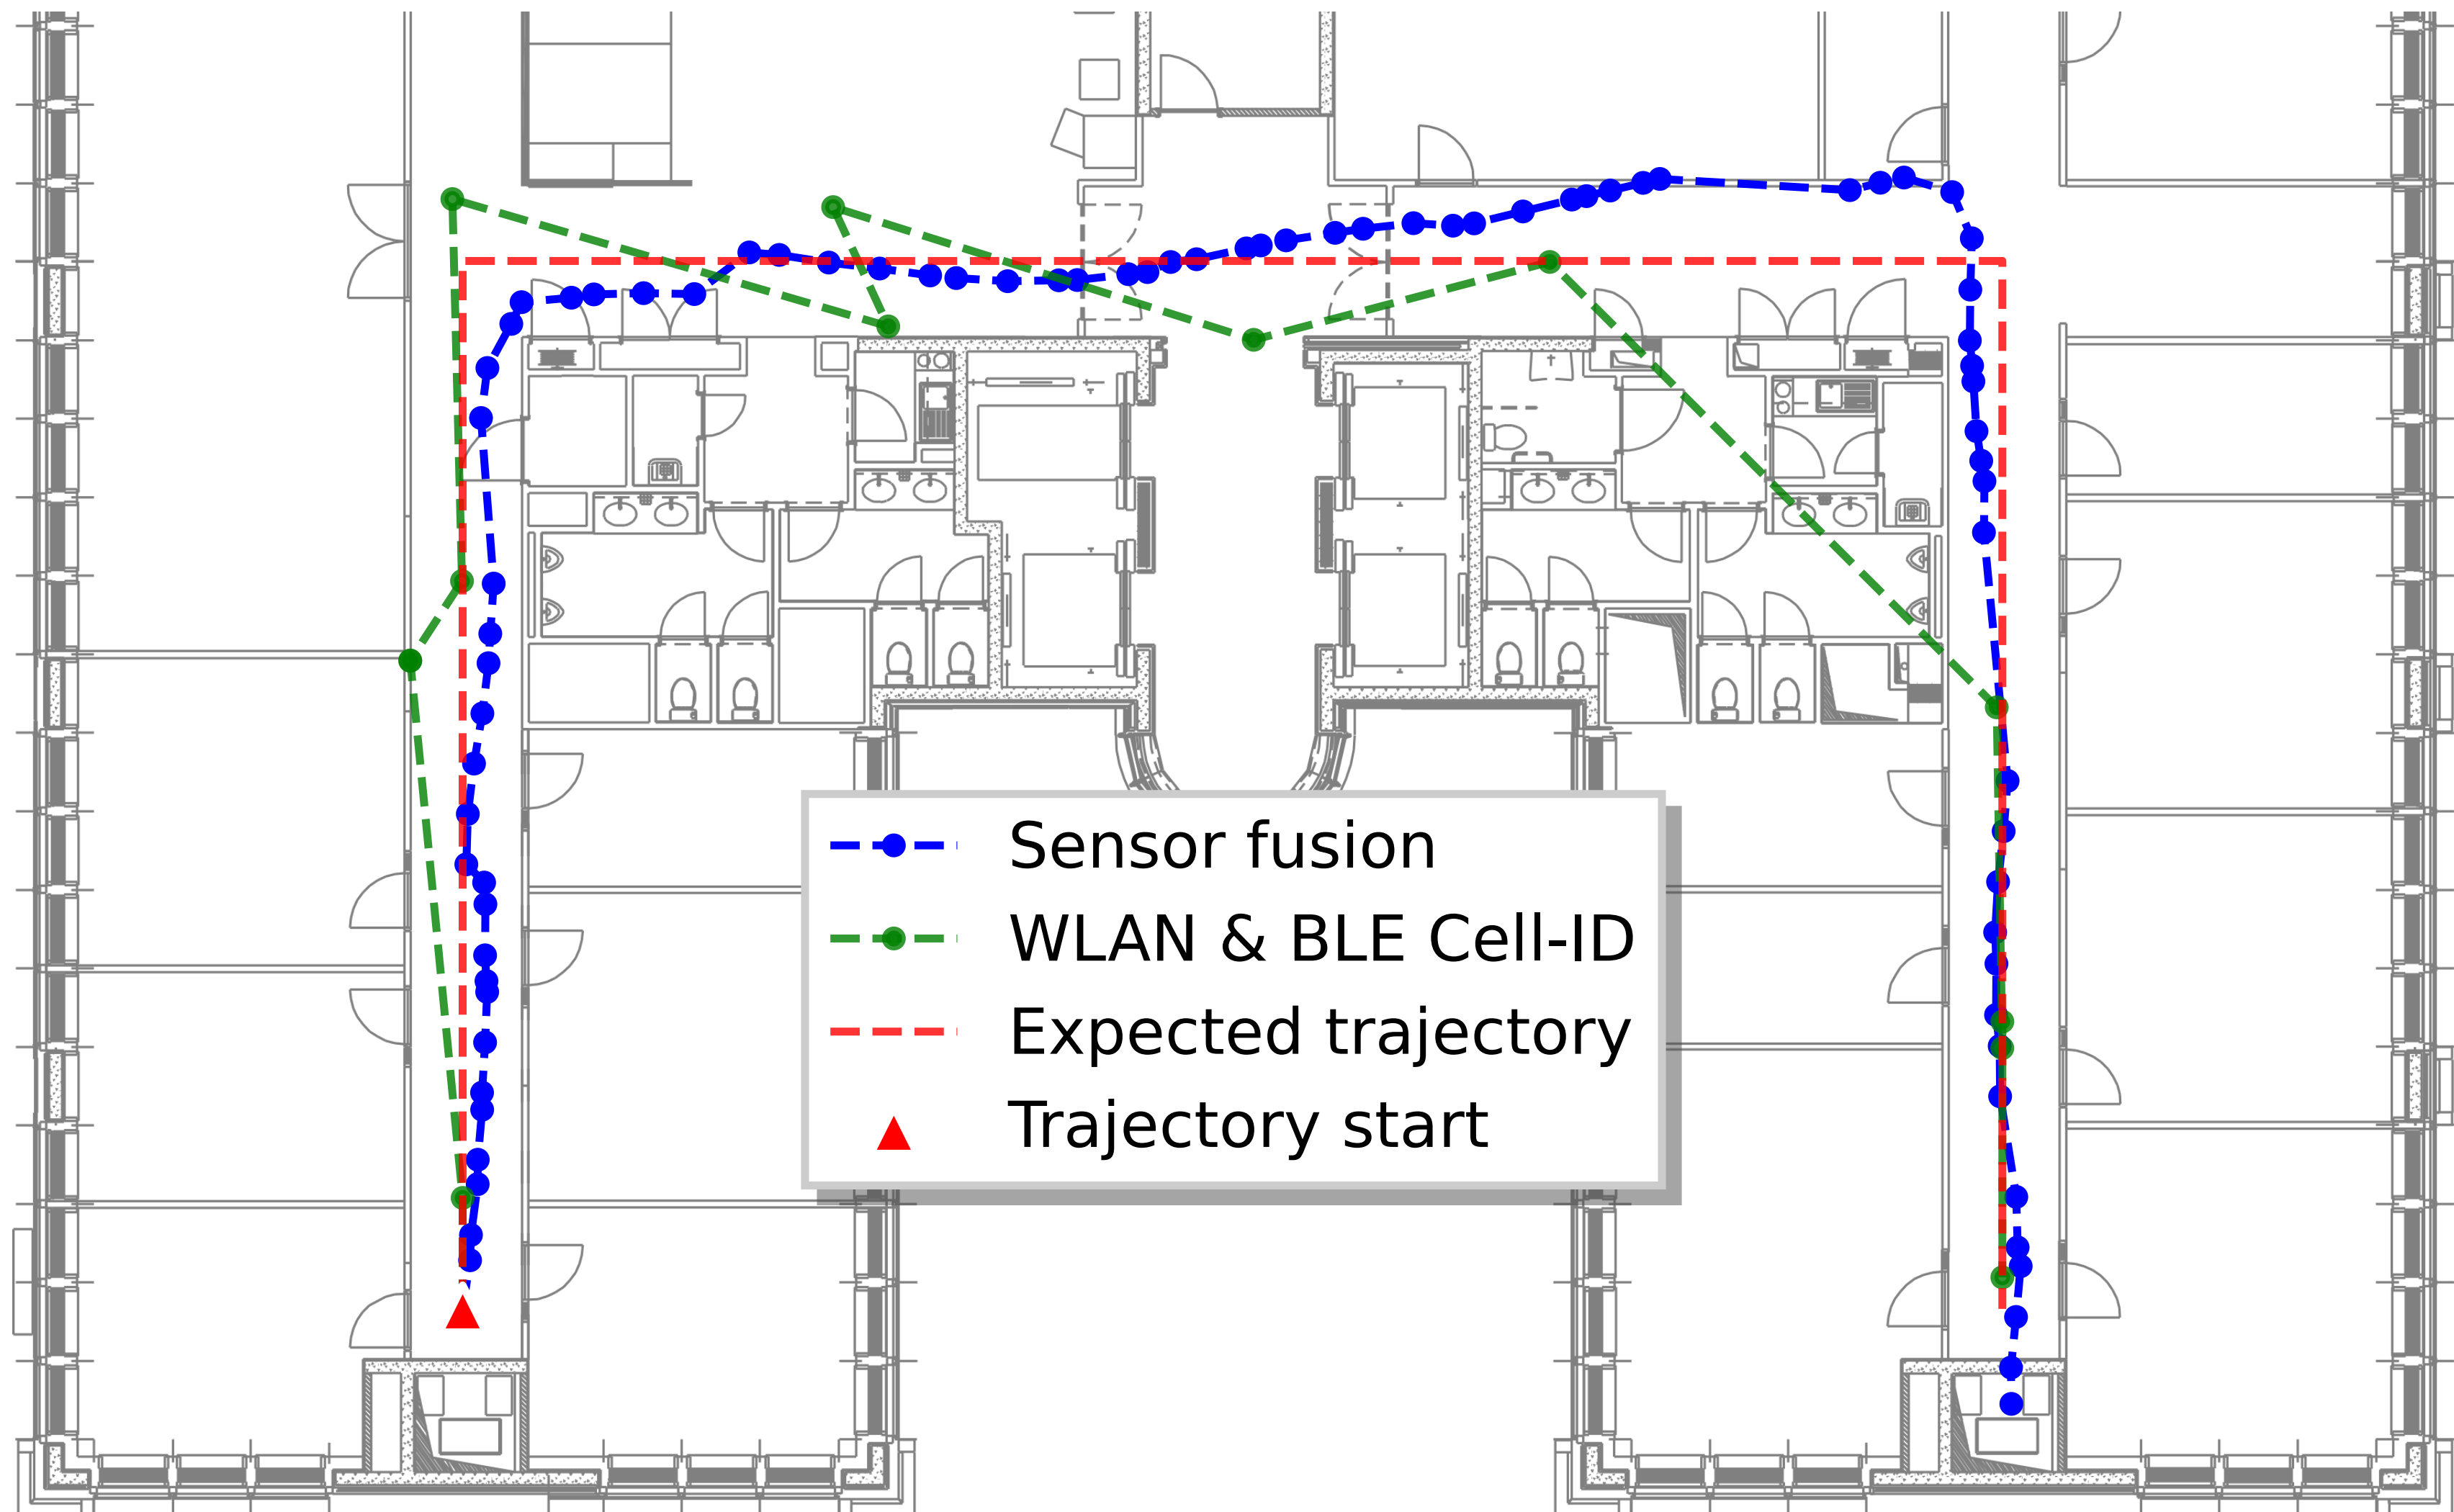 Sensor fusion
WLAN & BLE Cell-ID
Expected trajectory
Trajectory start